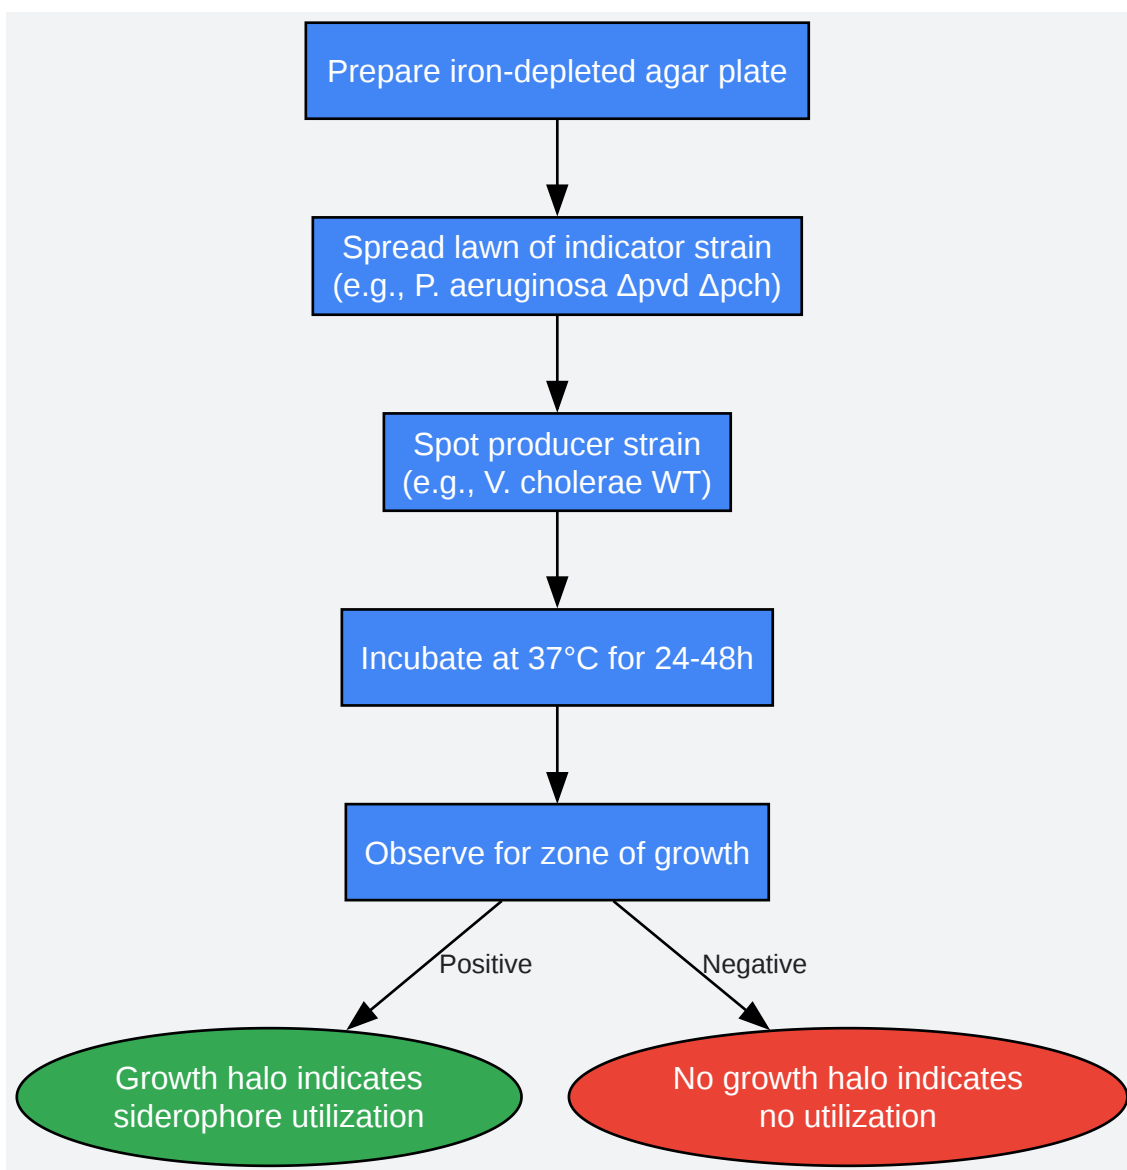 Prepare iron-depleted agar plate
Spread lawn of indicator strain
(e.g., P. aeruginosa Δpvd Δpch)
Spot producer strain
(e.g., V. cholerae WT)
Incubate at 37°C for 24-48h
Observe for zone of growth
Positive
Negative
Growth halo indicates
siderophore utilization
No growth halo indicates
no utilization